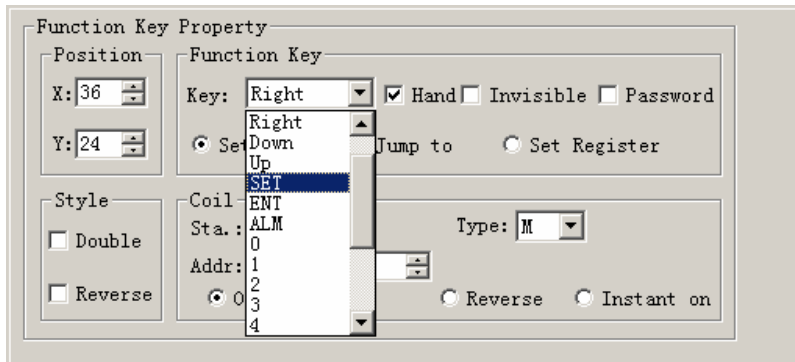 Function Key Property
Position
X: 36
Y: 24
Function Key
Key: Right Hand Invisible Password
Right
Down
Up
SET
ENT
ALM
0
1
2
3
4
Jump to Set Register
Style
Double
Reverse
Coil
Sta.: Type: M
Addr:
Reverse Instant on